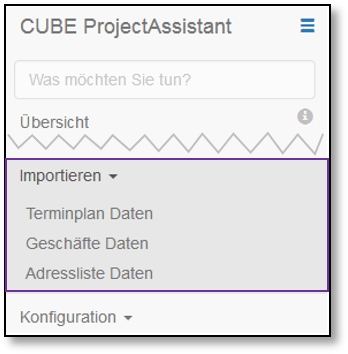 CUBE ProjectAssistant
Was möchten Sie tun?
Übersicht
Importieren
Terminplan Daten
Geschäfte Daten
Adressliste Daten
Konfiguration